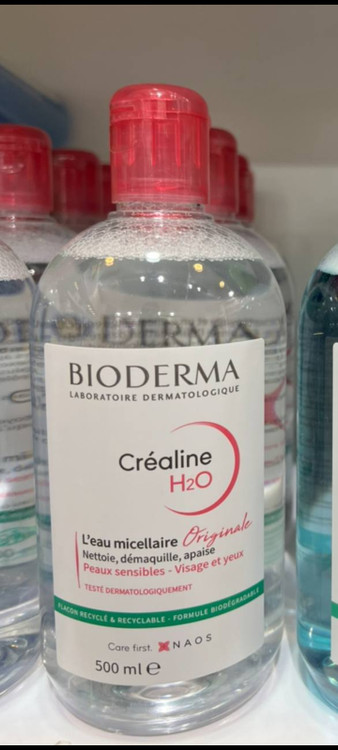 BIODERMA
LABORATOIRE DERMATOLOGIQUE
Créaline
H2O
L'eau micellaire Originale
Nettoie, démaquille, apaise
Peaux sensibles - Visage et yeux
TESTÉ DERMATOLOGIQUEMENT
FLACON RECYCLÉ & RECYCLABLE - FORMULE BIODÉGRADABLE
Care first. NAOS
500 ml ℮